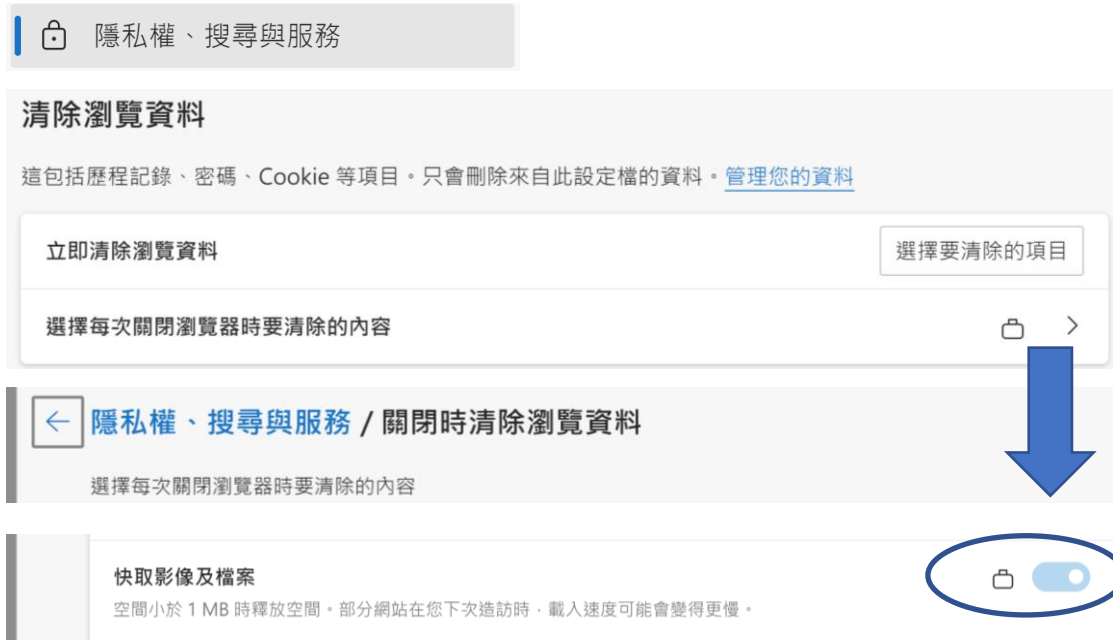 隱私權、搜尋與服務
清除瀏覽資料
這包括歷程記錄、密碼、Cookie 等項目。只會刪除來自此設定檔的資料。管理您的資料
立即清除瀏覽資料
選擇要清除的項目
選擇每次關閉瀏覽器時要清除的內容
隱私權、搜尋與服務 / 關閉時清除瀏覽資料
選擇每次關閉瀏覽器時要清除的內容
快取影像及檔案
空間小於 1 MB 時釋放空間。部分網站在您下次造訪時，載入速度可能會變得更慢。